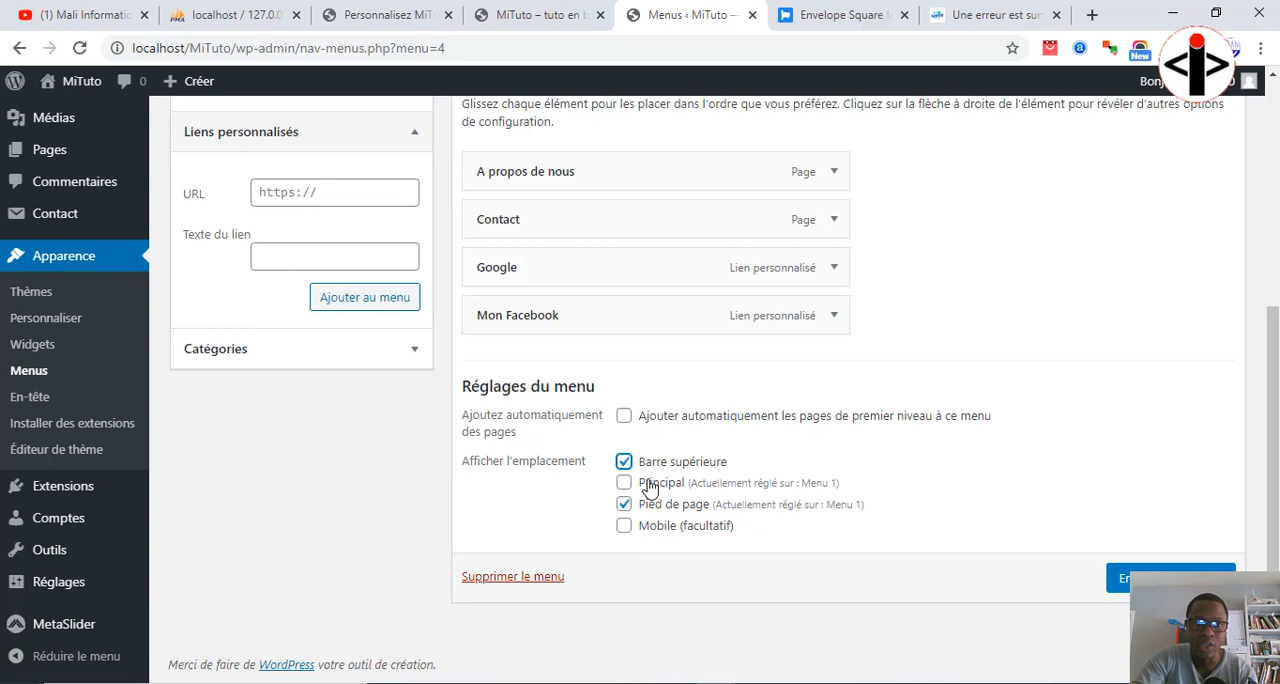 (1) Mali Informatic
localhost / 127.0.0
Personnalisez MiT
MiTuto – tuto en b
Menus ‹ MiTuto —
Envelope Square I
Une erreur est sur
localhost/MiTuto/wp-admin/nav-menus.php?menu=4
New
MiTuto
0
Créer
Médias
Pages
Commentaires
Contact
Apparence
Thèmes
Personnaliser
Widgets
Menus
En-tête
Installer des extensions
Éditeur de thème
Extensions
Comptes
Outils
Réglages
MetaSlider
Réduire le menu
Liens personnalisés
URL
https://
Texte du lien
Ajouter au menu
Catégories
Glissez chaque élément pour les placer dans l'ordre que vous préférez. Cliquez sur la flèche à droite de l'élément pour révéler d'autres options
de configuration.
A propos de nous
Page
Contact
Page
Google
Lien personnalisé
Mon Facebook
Lien personnalisé
Réglages du menu
Ajoutez automatiquement
des pages
Ajouter automatiquement les pages de premier niveau à ce menu
Afficher l'emplacement
Barre supérieure
Principal (Actuellement réglé sur : Menu 1)
Pied de page (Actuellement réglé sur : Menu 1)
Mobile (facultatif)
Supprimer le menu
Merci de faire de WordPress votre outil de création.